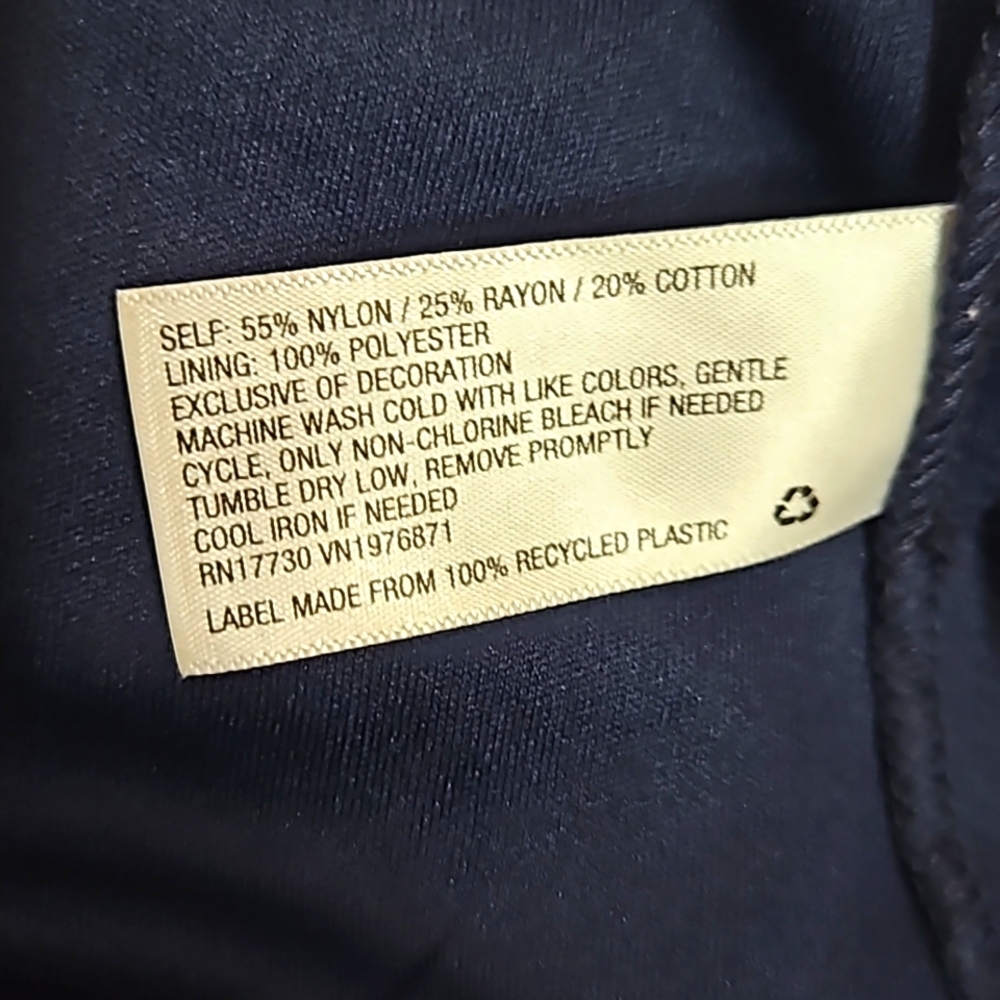 SELF: 55% NYLON / 25% RAYON / 20% COTTON
LINING: 100% POLYESTER
EXCLUSIVE OF DECORATION
MACHINE WASH COLD WITH LIKE COLORS, GENTLE
CYCLE, ONLY NON-CHLORINE BLEACH IF NEEDED
TUMBLE DRY LOW, REMOVE PROMPTLY
COOL IRON IF NEEDED
RN17730 VN1976871
LABEL MADE FROM 100% RECYCLED PLASTIC